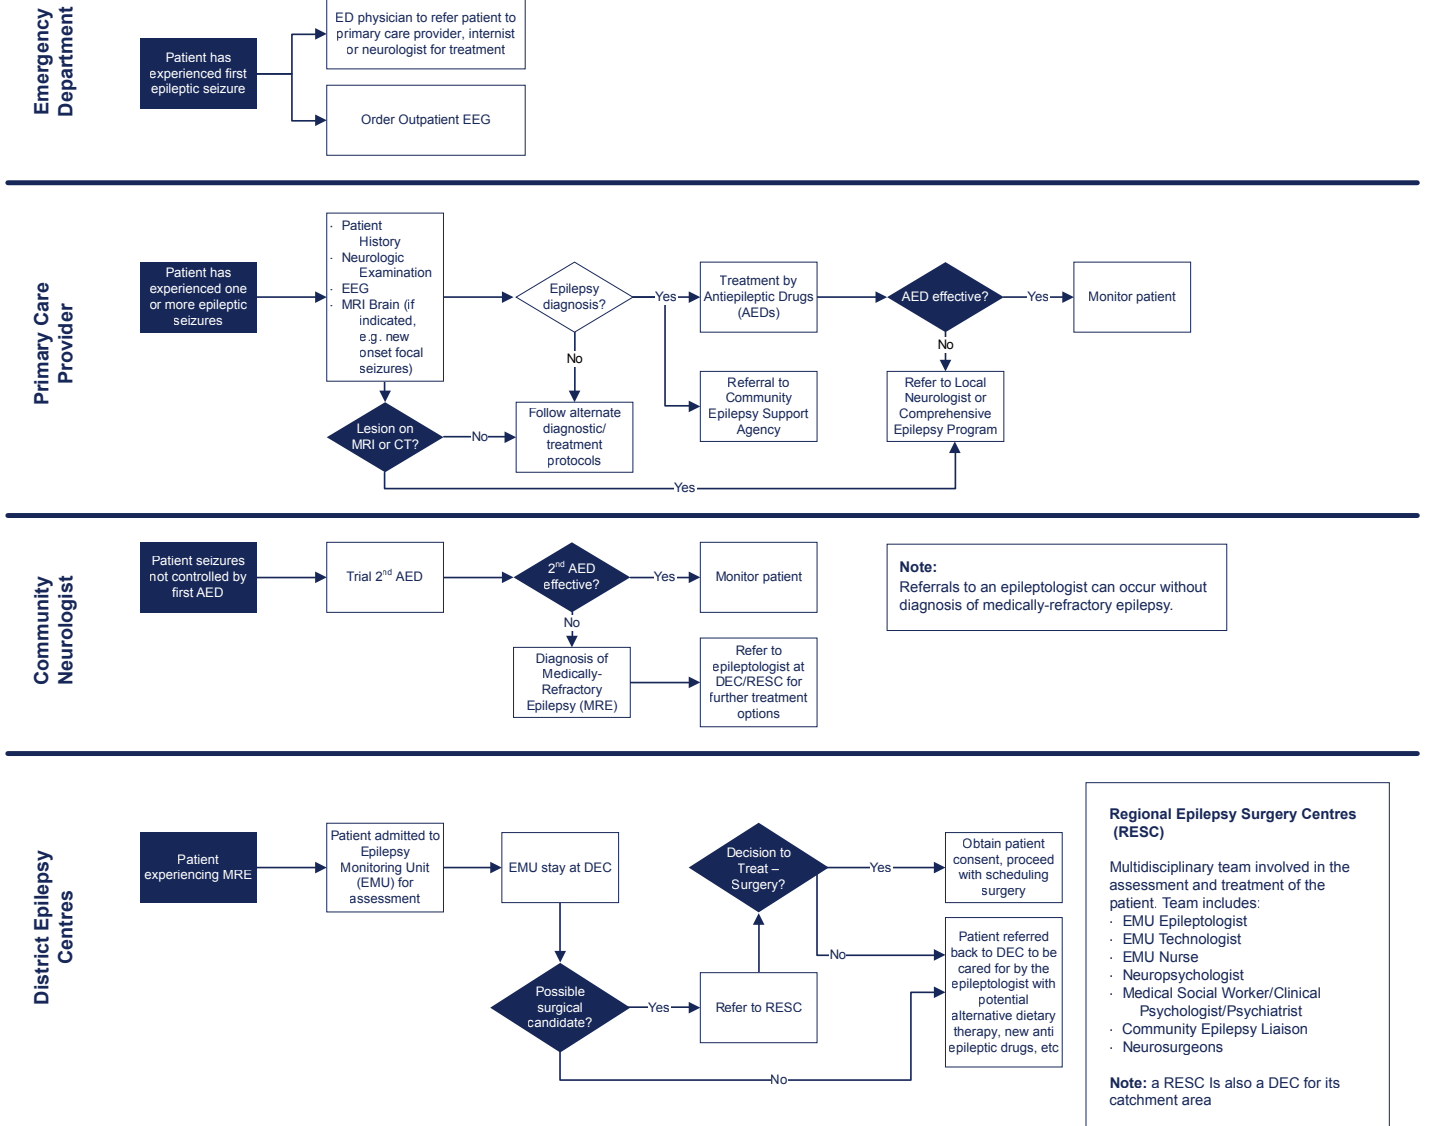 Emergency
Department
Patient has
experienced first
epileptic seizure
ED physician to refer patient to
primary care provider, internist
or neurologist for treatment
Order Outpatient EEG
Primary Care
Provider
Patient has
experienced one
or more epileptic
seizures
· Patient
History
· Neurologic
Examination
· EEG
· MRI Brain (if
indicated,
e.g. new
onset focal
seizures)
Epilepsy
diagnosis?
Yes
No
Treatment by
Antiepileptic Drugs
(AEDs)
AED effective?
Yes
No
Monitor patient
Lesion on
MRI or CT?
No
Yes
Follow alternate
diagnostic/
treatment
protocols
Referral to
Community
Epilepsy Support
Agency
Refer to Local
Neurologist or
Comprehensive
Epilepsy Program
Community
Neurologist
Patient seizures
not controlled by
first AED
Trial 2nd AED
2nd AED
effective?
Yes
No
Monitor patient
Diagnosis of
Medically-
Refractory
Epilepsy (MRE)
Refer to
epileptologist at
DEC/RESC for
further treatment
options
Note:
Referrals to an epileptologist can occur without
diagnosis of medically-refractory epilepsy.
District Epilepsy
Centres
Patient
experiencing MRE
Patient admitted to
Epilepsy
Monitoring Unit
(EMU) for
assessment
EMU stay at DEC
Possible
surgical
candidate?
Yes
No
Refer to RESC
Decision to
Treat –
Surgery?
Yes
No
Obtain patient
consent, proceed
with scheduling
surgery
Patient referred
back to DEC to be
cared for by the
epileptologist with
potential
alternative dietary
therapy, new anti
epileptic drugs, etc
Regional Epilepsy Surgery Centres
(RESC)
Multidisciplinary team involved in the
assessment and treatment of the
patient. Team includes:
· EMU Epileptologist
· EMU Technologist
· EMU Nurse
· Neuropsychologist
· Medical Social Worker/Clinical
Psychologist/Psychiatrist
· Community Epilepsy Liaison
· Neurosurgeons
Note: a RESC Is also a DEC for its
catchment area